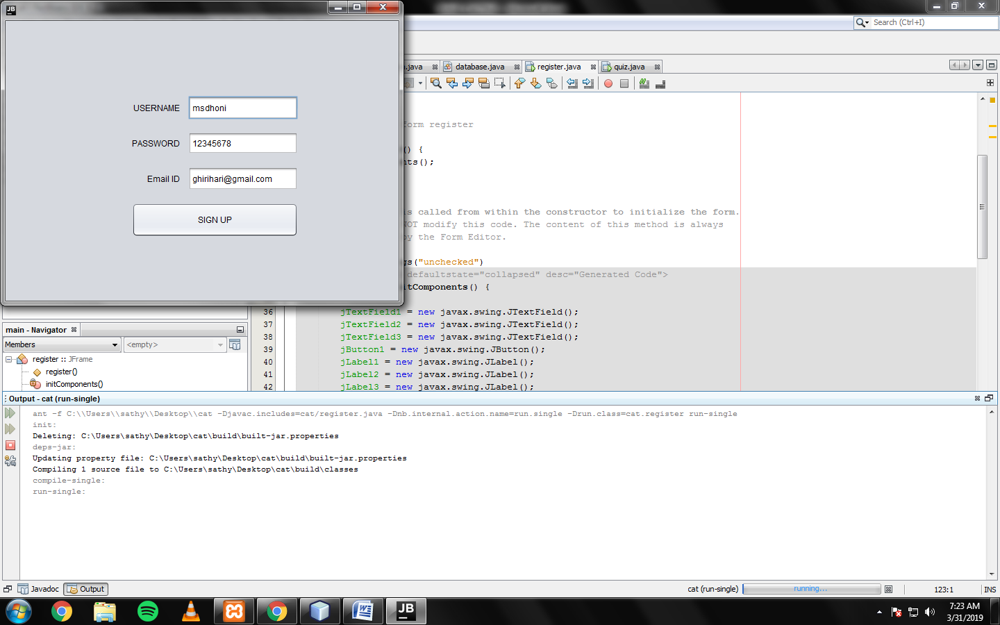 JB
Search (Ctrl+I)
.java
database.java
register.java
quiz.java
USERNAME
msdhoni
PASSWORD
12345678
Email ID
ghirihari@gmail.com
SIGN UP
form register
() {
nts();
is called from within the constructor to initialize the form.
NOT modify this code. The content of this method is always
by the Form Editor.
gs("unchecked")
defaultstate="collapsed" desc="Generated Code">
itComponents() {
36 jTextField1 = new javax.swing.JTextField();
37 jTextField2 = new javax.swing.JTextField();
38 jTextField3 = new javax.swing.JTextField();
39 jButton1 = new javax.swing.JButton();
40 jLabel1 = new javax.swing.JLabel();
41 jLabel2 = new javax.swing.JLabel();
42 jLabel3 = new javax.swing.JLabel();
main - Navigator
Members
<empty>
register :: JFrame
register()
initComponents()
Output - cat (run-single)
ant -f C:\\Users\\sathy\\Desktop\\cat -Djavac.includes=cat/register.java -Dnb.internal.action.name=run.single -Drun.class=cat.register run-single
init:
Deleting: C:\Users\sathy\Desktop\cat\build\built-jar.properties
deps-jar:
Updating property file: C:\Users\sathy\Desktop\cat\build\built-jar.properties
Compiling 1 source file to C:\Users\sathy\Desktop\cat\build\classes
compile-single:
run-single:
Javadoc
Output
cat (run-single)
running...
123:1
INS
JB
7:23 AM
3/31/2019